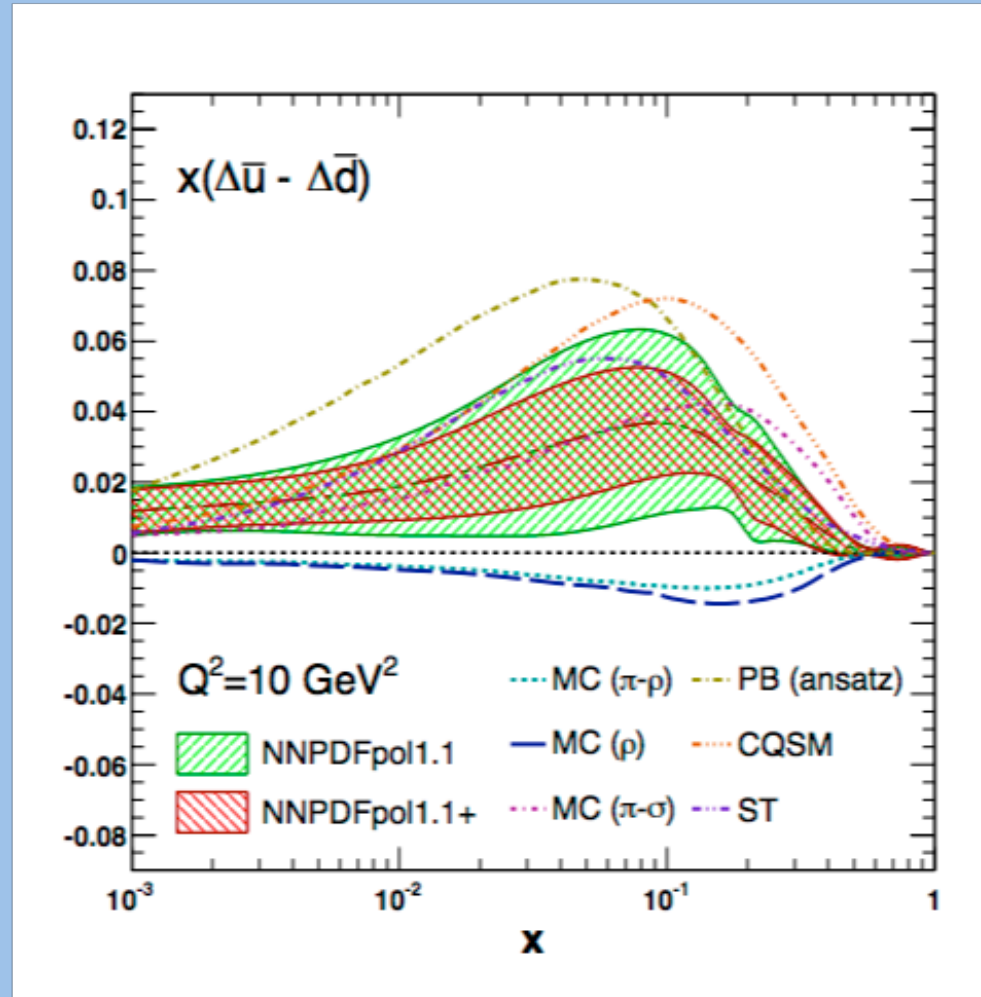 x(Δū - Δd̄)
0.12
0.1
0.08
0.06
0.04
0.02
0
-0.02
-0.04
-0.06
-0.08
Q²=10 GeV²
NNPDFpol1.1
NNPDFpol1.1+
MC (π-ρ)
MC (ρ)
MC (π-σ)
PB (ansatz)
CQSM
ST
10⁻³ 10⁻² 10⁻¹ 1
x